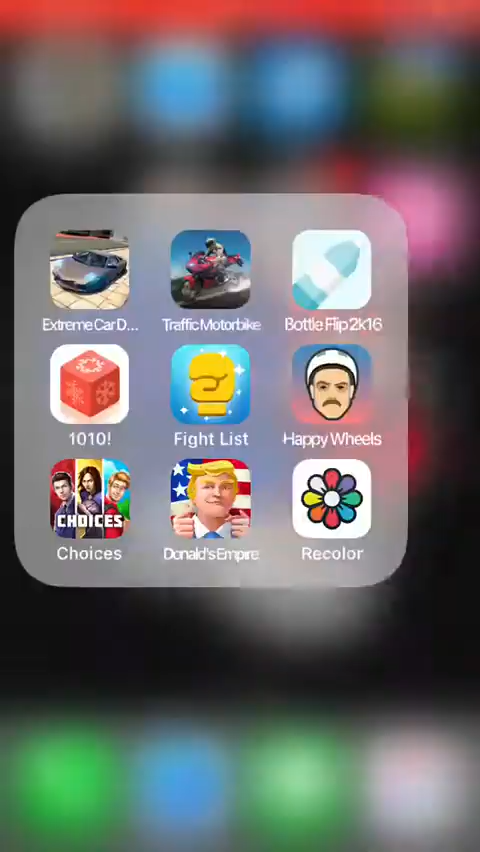 Extreme Car D...
Traffic Motorbike
Bottle Flip 2k16
1010!
Fight List
Happy Wheels
CHOICES
Choices
Donald's Empire
Recolor